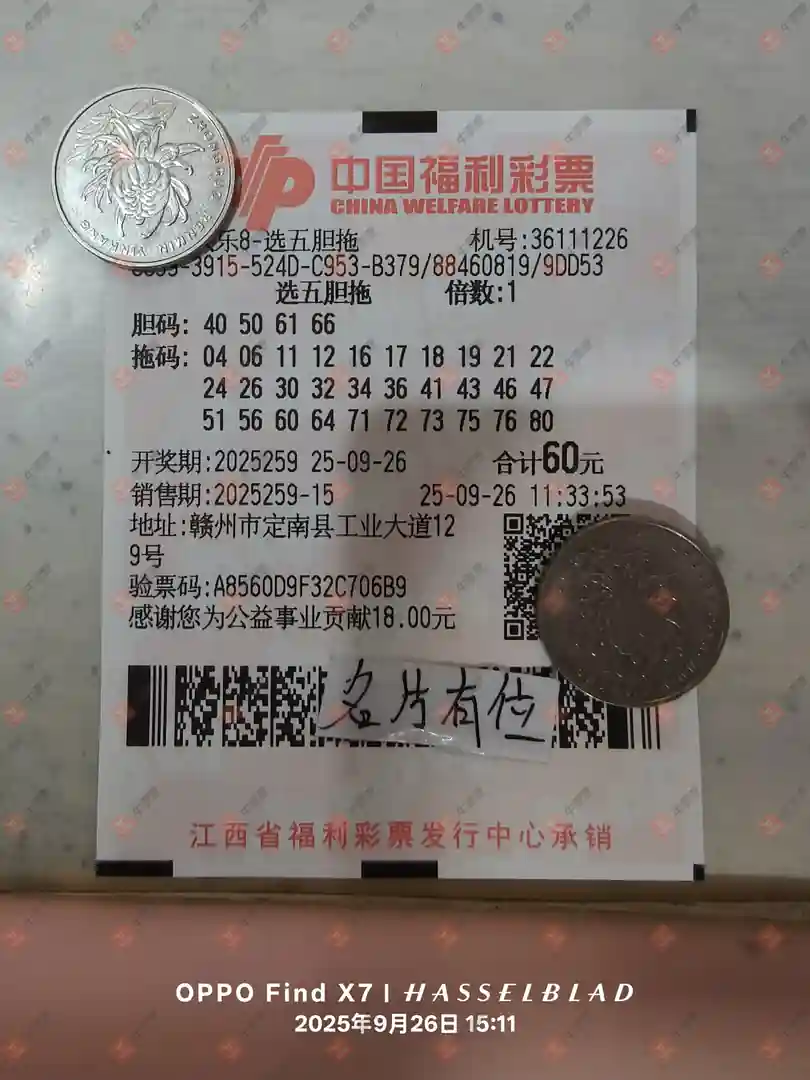 中国福利彩票
CHINA WELFARE LOTTERY
乐8-选五胆拖 机号:36111226
-3915-524D-C953-B379/88460819/9DD53
选五胆拖 倍数:1
胆码: 40 50 61 66
拖码: 04 06 11 12 16 17 18 19 21 22
24 26 30 32 34 36 41 43 46 47
51 56 60 64 71 72 73 75 76 80
开奖期:2025259 25-09-26 合计60元
销售期:2025259-15 25-09-26 11:33:53
地址:赣州市定南县工业大道12
9号
验票码:A8560D9F32C706B9
感谢您为公益事业贡献18.00元
名片有位
江西省福利彩票发行中心承销
OPPO Find X7 | HASSELBLAD
2025年9月26日 15:11